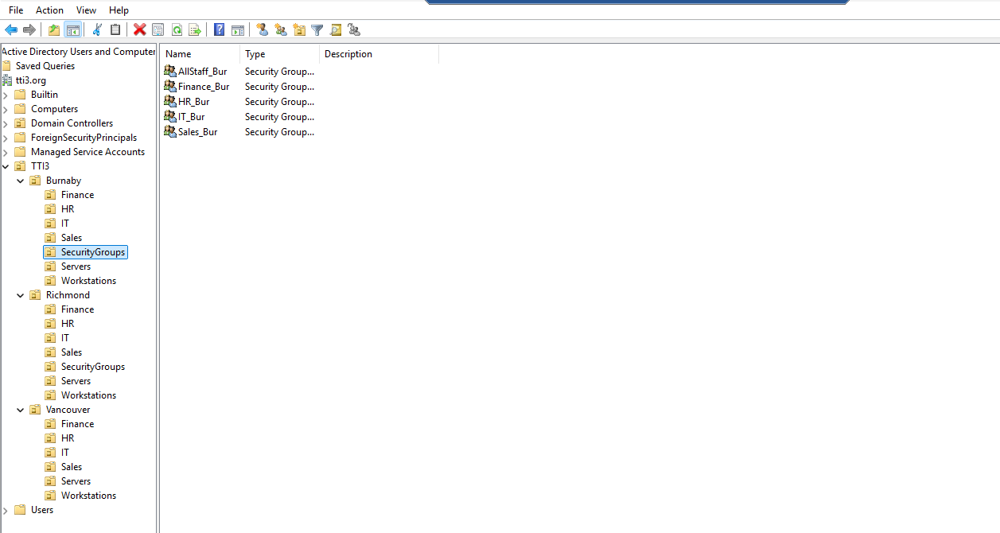 File Action View Help
Active Directory Users and Computer
Saved Queries
tti3.org
Builtin
Computers
Domain Controllers
ForeignSecurityPrincipals
Managed Service Accounts
TTI3
Burnaby
Finance
HR
IT
Sales
SecurityGroups
Servers
Workstations
Richmond
Finance
HR
IT
Sales
SecurityGroups
Servers
Workstations
Vancouver
Finance
HR
IT
Sales
Servers
Workstations
Users
Name Type Description
AllStaff_Bur Security Group...
Finance_Bur Security Group...
HR_Bur Security Group...
IT_Bur Security Group...
Sales_Bur Security Group...